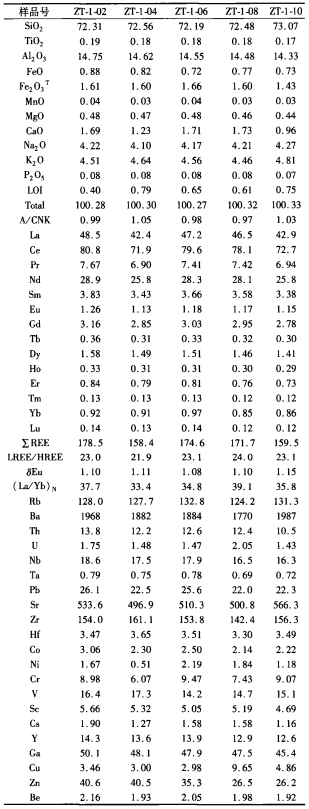 样品号 ZT-1-02 ZT-1-04 ZT-1-06 ZT-1-08 ZT-1-10
SiO₂ 72.31 72.56 72.19 72.48 73.07
TiO₂ 0.19 0.18 0.18 0.18 0.17
Al₂O₃ 14.75 14.62 14.55 14.48 14.33
FeO 0.88 0.82 0.72 0.77 0.73
Fe₂O₃ᵀ 1.61 1.60 1.66 1.60 1.43
MnO 0.04 0.03 0.04 0.03 0.03
MgO 0.48 0.47 0.48 0.46 0.44
CaO 1.69 1.23 1.71 1.73 0.96
Na₂O 4.22 4.10 4.17 4.21 4.27
K₂O 4.51 4.64 4.56 4.46 4.81
P₂O₅ 0.08 0.08 0.08 0.08 0.07
LOI 0.40 0.79 0.65 0.61 0.75
Total 100.28 100.30 100.27 100.32 100.33
A/CNK 0.99 1.05 0.98 0.97 1.03
La 48.5 42.4 47.2 46.5 42.9
Ce 80.8 71.9 79.6 78.1 72.7
Pr 7.67 6.90 7.41 7.42 6.94
Nd 28.9 25.8 28.3 28.1 25.8
Sm 3.83 3.43 3.66 3.58 3.38
Eu 1.26 1.13 1.18 1.17 1.15
Gd 3.16 2.85 3.03 2.95 2.78
Tb 0.36 0.31 0.33 0.32 0.30
Dy 1.58 1.49 1.51 1.46 1.41
Ho 0.33 0.31 0.31 0.30 0.29
Er 0.84 0.79 0.81 0.76 0.73
Tm 0.13 0.13 0.13 0.12 0.12
Yb 0.92 0.91 0.97 0.85 0.86
Lu 0.14 0.13 0.14 0.12 0.12
∑REE 178.5 158.4 174.6 171.7 159.5
LREE/HREE 23.0 21.9 23.1 24.0 23.1
δEu 1.10 1.11 1.08 1.10 1.15
(La/Yb)N 37.7 33.4 34.8 39.1 35.8
Rb 128.0 127.7 132.8 124.2 131.3
Ba 1968 1882 1884 1770 1987
Th 13.8 12.2 12.6 12.4 10.5
U 1.75 1.48 1.47 2.05 1.43
Nb 18.6 17.5 17.9 16.5 16.3
Ta 0.79 0.75 0.78 0.69 0.72
Pb 26.1 22.5 25.6 22.0 22.3
Sr 533.6 496.9 510.3 500.8 566.3
Zr 154.0 161.1 153.8 142.4 156.3
Hf 3.47 3.65 3.51 3.30 3.49
Co 3.06 2.30 2.50 2.14 2.22
Ni 1.67 0.51 2.19 1.84 1.18
Cr 8.98 6.07 9.47 7.43 9.07
V 16.4 17.3 14.2 14.7 15.1
Sc 5.66 5.32 5.05 5.19 4.69
Cs 1.90 1.27 1.58 1.58 1.16
Y 14.3 13.6 13.9 12.9 12.6
Ga 50.1 48.1 47.9 47.5 45.4
Cu 3.46 3.00 2.98 9.65 4.86
Zn 40.6 40.5 35.3 26.5 26.2
Be 2.16 1.93 2.05 1.98 1.92